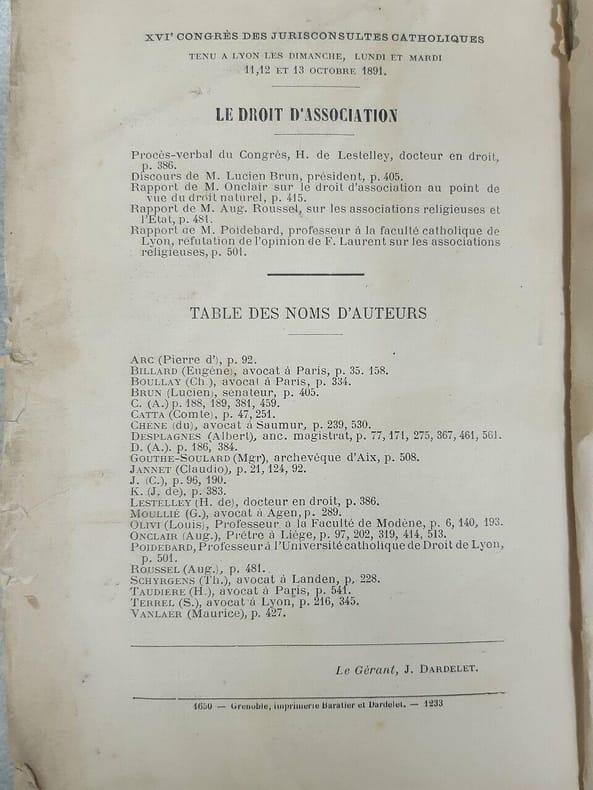 XVIᵉ CONGRÈS DES JURISCONSULTES CATHOLIQUES
TENU A LYON LES DIMANCHE, LUNDI ET MARDI
11,12 ET 13 OCTOBRE 1891.
LE DROIT D'ASSOCIATION
Procès-verbal du Congrès, H. de Lestelley, docteur en droit,
p. 386.
Discours de M. Lucien Brun, président, p. 405.
Rapport de M. Onclair sur le droit d'association au point de
vue du droit naturel, p. 415.
Rapport de M. Aug. Roussel, sur les associations religieuses et
l'Etat, p. 481.
Rapport de M. Poidebard, professeur à la faculté catholique de
Lyon, réfutation de l'opinion de F. Laurent sur les associations
religieuses, p. 501.
TABLE DES NOMS D'AUTEURS
ARC (Pierre d'), p. 92.
BILLARD (Eugène), avocat à Paris, p. 35. 158.
BOULLAY (Ch.), avocat à Paris, p. 334.
BRUN (Lucien), sénateur, p. 405.
C. (A.) p. 188, 189, 381, 459.
CATTA (Comte), p. 47, 251.
CHÊNE (du), avocat à Saumur, p. 239, 530.
DESPLAGNES (Albert), anc. magistrat, p. 77, 171, 275, 367, 461, 561.
D. (A.). p. 186, 384.
GOUTHE-SOULARD (Mgr), archevêque d'Aix, p. 508.
JANNET (Claudio), p. 21, 124, 92.
J. (C.), p. 96, 190.
K. (J. de), p. 383.
LESTELLEY (H. de), docteur en droit, p. 386.
MOULLIÉ (G.), avocat à Agen, p. 289.
OLIVI (Louis), Professeur à la Faculté de Modène, p. 6, 140, 193.
ONCLAIR (Aug.), Prêtre à Liège, p. 97, 202, 319, 414, 513.
POIDEBARD, Professeur à l'Université catholique de Droit de Lyon,
p. 501.
ROUSSEL (Aug.), p. 481.
SCHYRGENS (Th.), avocat à Landen, p. 228.
TAUDIERE (H.), avocat à Paris, p. 541.
TERREL (S.), avocat à Lyon, p. 216, 345.
VANLAER (Maurice), p. 427.
Le Gérant, J. DARDELET.
1650 — Grenoble, imprimerie Baratier et Dardelet. — 1233